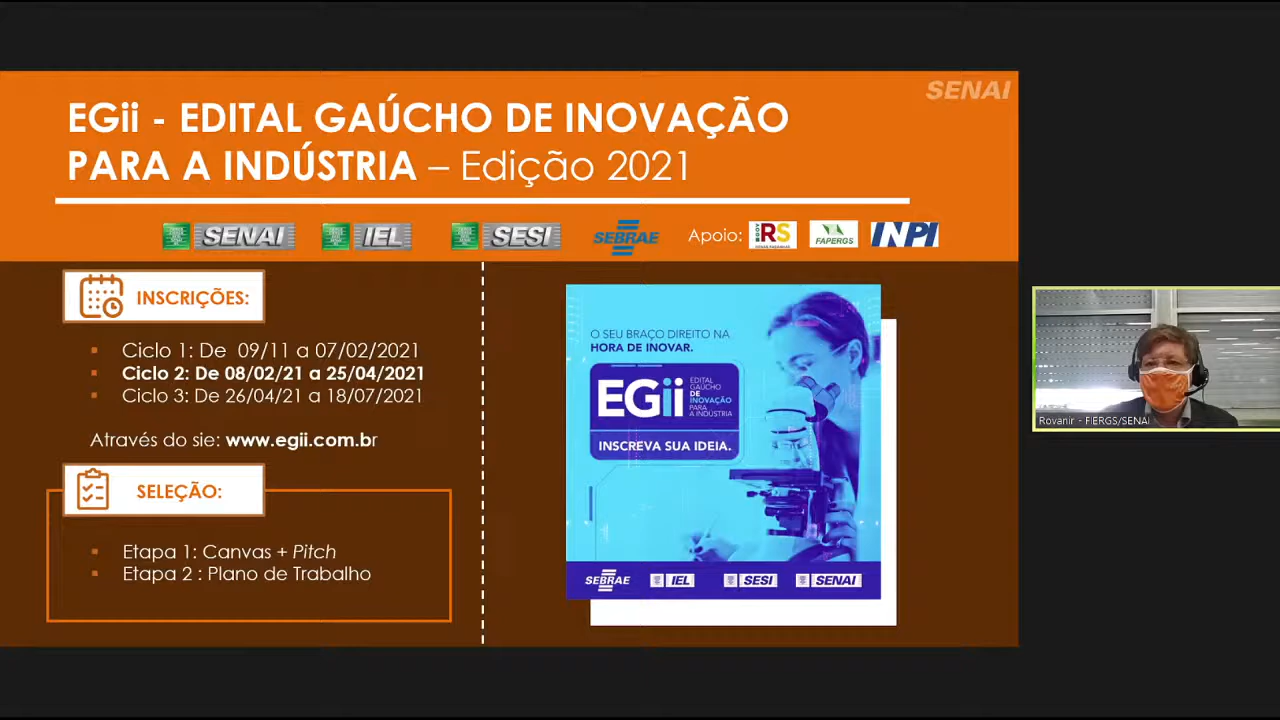 SENAI
EGii - EDITAL GAÚCHO DE INOVAÇÃO
PARA A INDÚSTRIA – Edição 2021
SENAI
IEL
SESI
SEBRAE
Apoio:
RS
FAPERGS
INPI
INSCRIÇÕES:
Ciclo 1: De 09/11 a 07/02/2021
Ciclo 2: De 08/02/21 a 25/04/2021
Ciclo 3: De 26/04/21 a 18/07/2021
Através do sie: www.egii.com.br
SELEÇÃO:
Etapa 1: Canvas + Pitch
Etapa 2 : Plano de Trabalho
O SEU BRAÇO DIREITO NA
HORA DE INOVAR.
EGii
EDITAL
GAÚCHO
DE
INOVAÇÃO
PARA
A INDÚSTRIA
INSCREVA SUA IDEIA.
SEBRAE
IEL
SESI
SENAI
Rovanir - FIERGS/SENAI